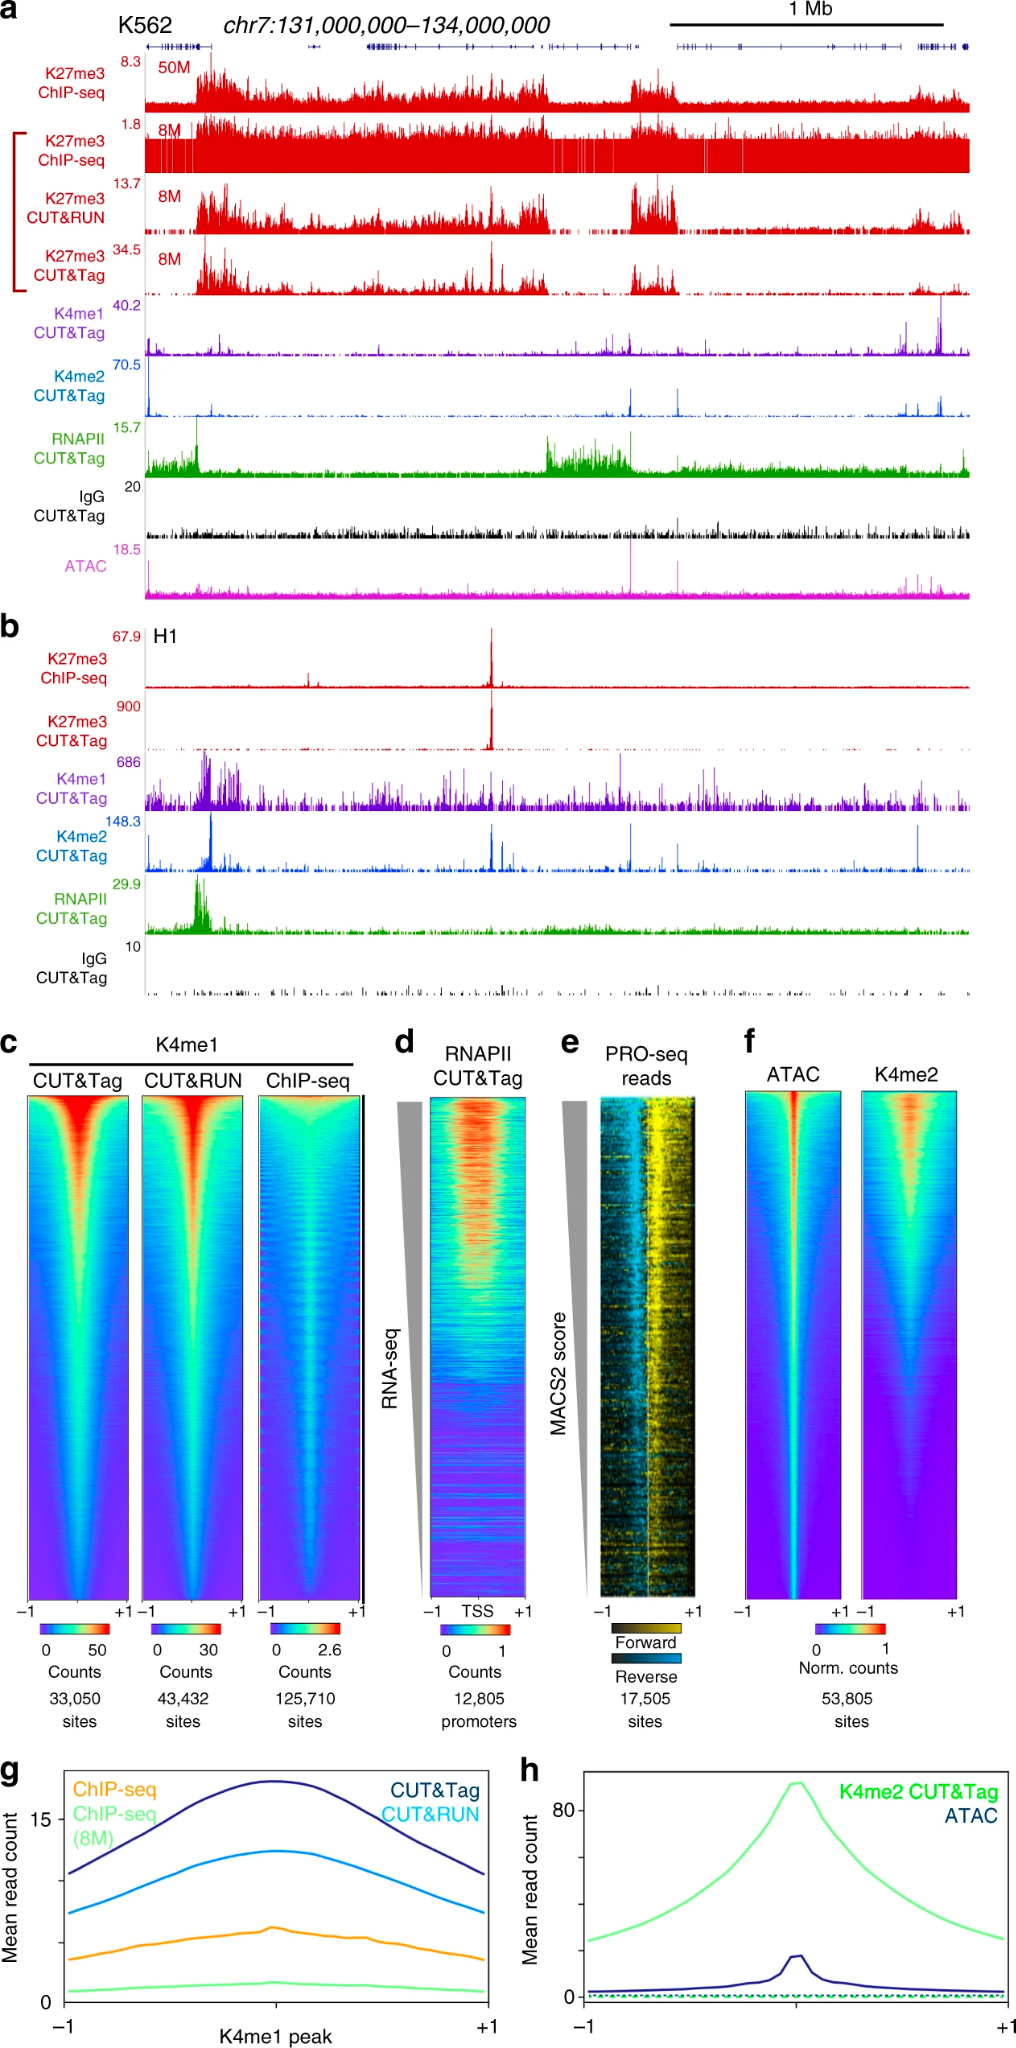 a
K562
chr7:131,000,000–134,000,000
1 Mb
8.3
50M
K27me3
ChIP-seq
1.8
8M
K27me3
ChIP-seq
13.7
8M
K27me3
CUT&RUN
34.5
8M
K27me3
CUT&Tag
40.2
K4me1
CUT&Tag
70.5
K4me2
CUT&Tag
15.7
RNAPII
CUT&Tag
20
IgG
CUT&Tag
18.5
ATAC
b
H1
67.9
K27me3
ChIP-seq
900
K27me3
CUT&Tag
686
K4me1
CUT&Tag
148.3
K4me2
CUT&Tag
29.9
RNAPII
CUT&Tag
10
IgG
CUT&Tag
c
K4me1
CUT&Tag CUT&RUN ChIP-seq
–1 +1 –1 +1 –1 +1
0 50 0 30 0 2.6
Counts Counts Counts
33,050 43,432 125,710
sites sites sites
d
RNAPII
CUT&Tag
RNA-seq
–1 TSS +1
0 1
Counts
12,805
promoters
e
PRO-seq
reads
MACS2 score
–1 +1
Forward
Reverse
17,505
sites
f
ATAC K4me2
–1 +1 –1 +1
0 1
Norm. counts
53,805
sites
g
ChIP-seq
ChIP-seq
(8M)
CUT&Tag
CUT&RUN
Mean read count
15
0
–1 +1
K4me1 peak
h
K4me2 CUT&Tag
ATAC
Mean read count
80
0
–1 +1